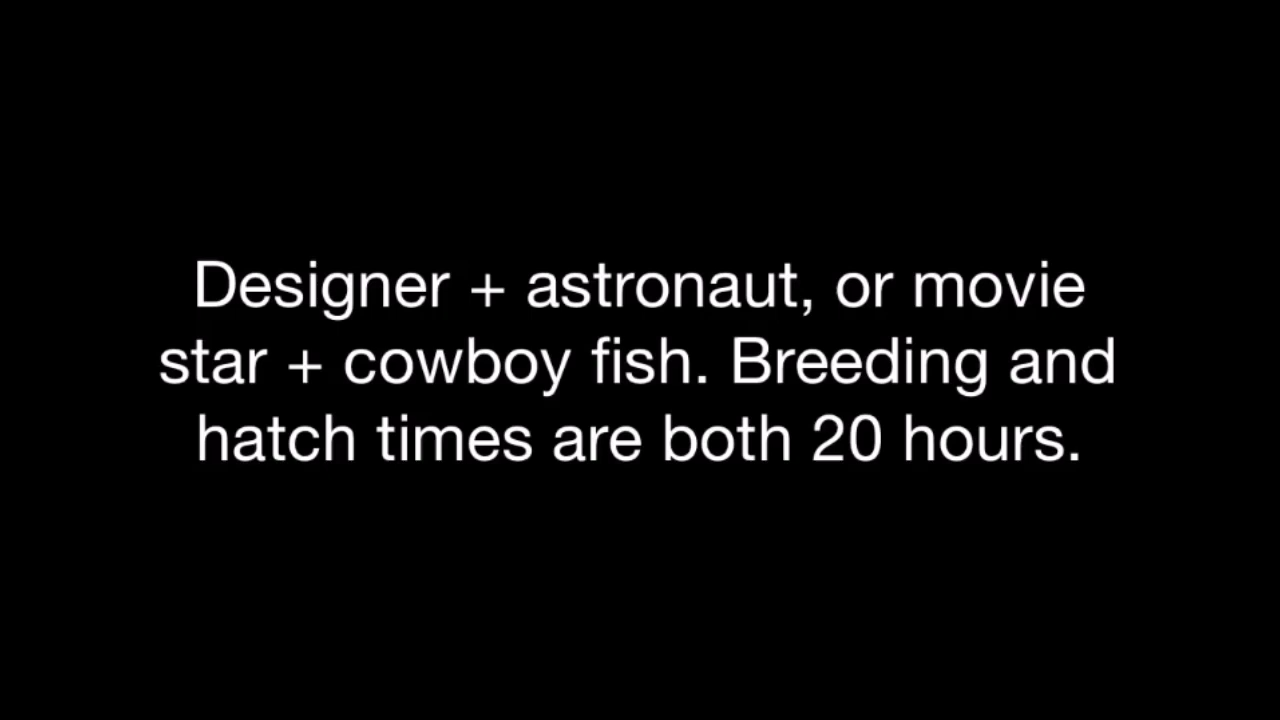 Designer + astronaut, or movie
star + cowboy fish. Breeding and
hatch times are both 20 hours.